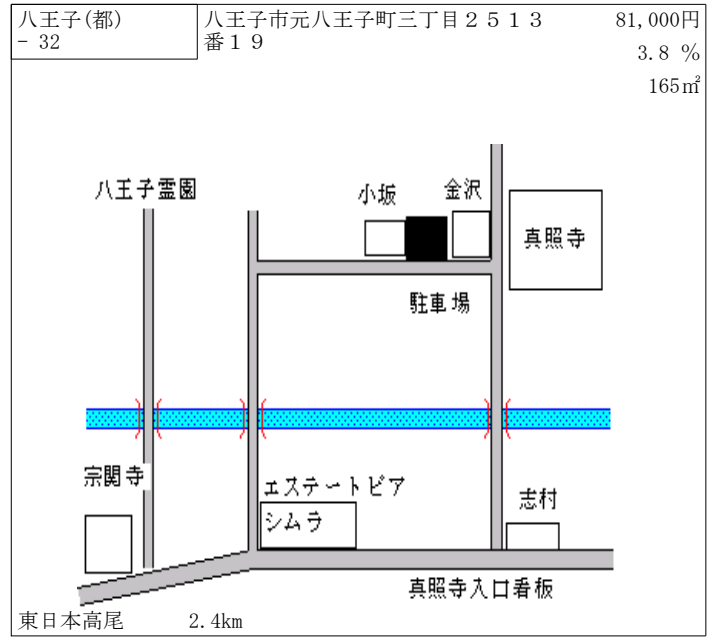 八王子(都)
- 32
八王子市元八王子町三丁目２５１３
番１９
81,000円
3.8 %
165㎡
八王子霊園
小坂
金沢
真照寺
駐車場
宗関寺
エステートピア
シムラ
志村
真照寺入口看板
東日本高尾
2.4km